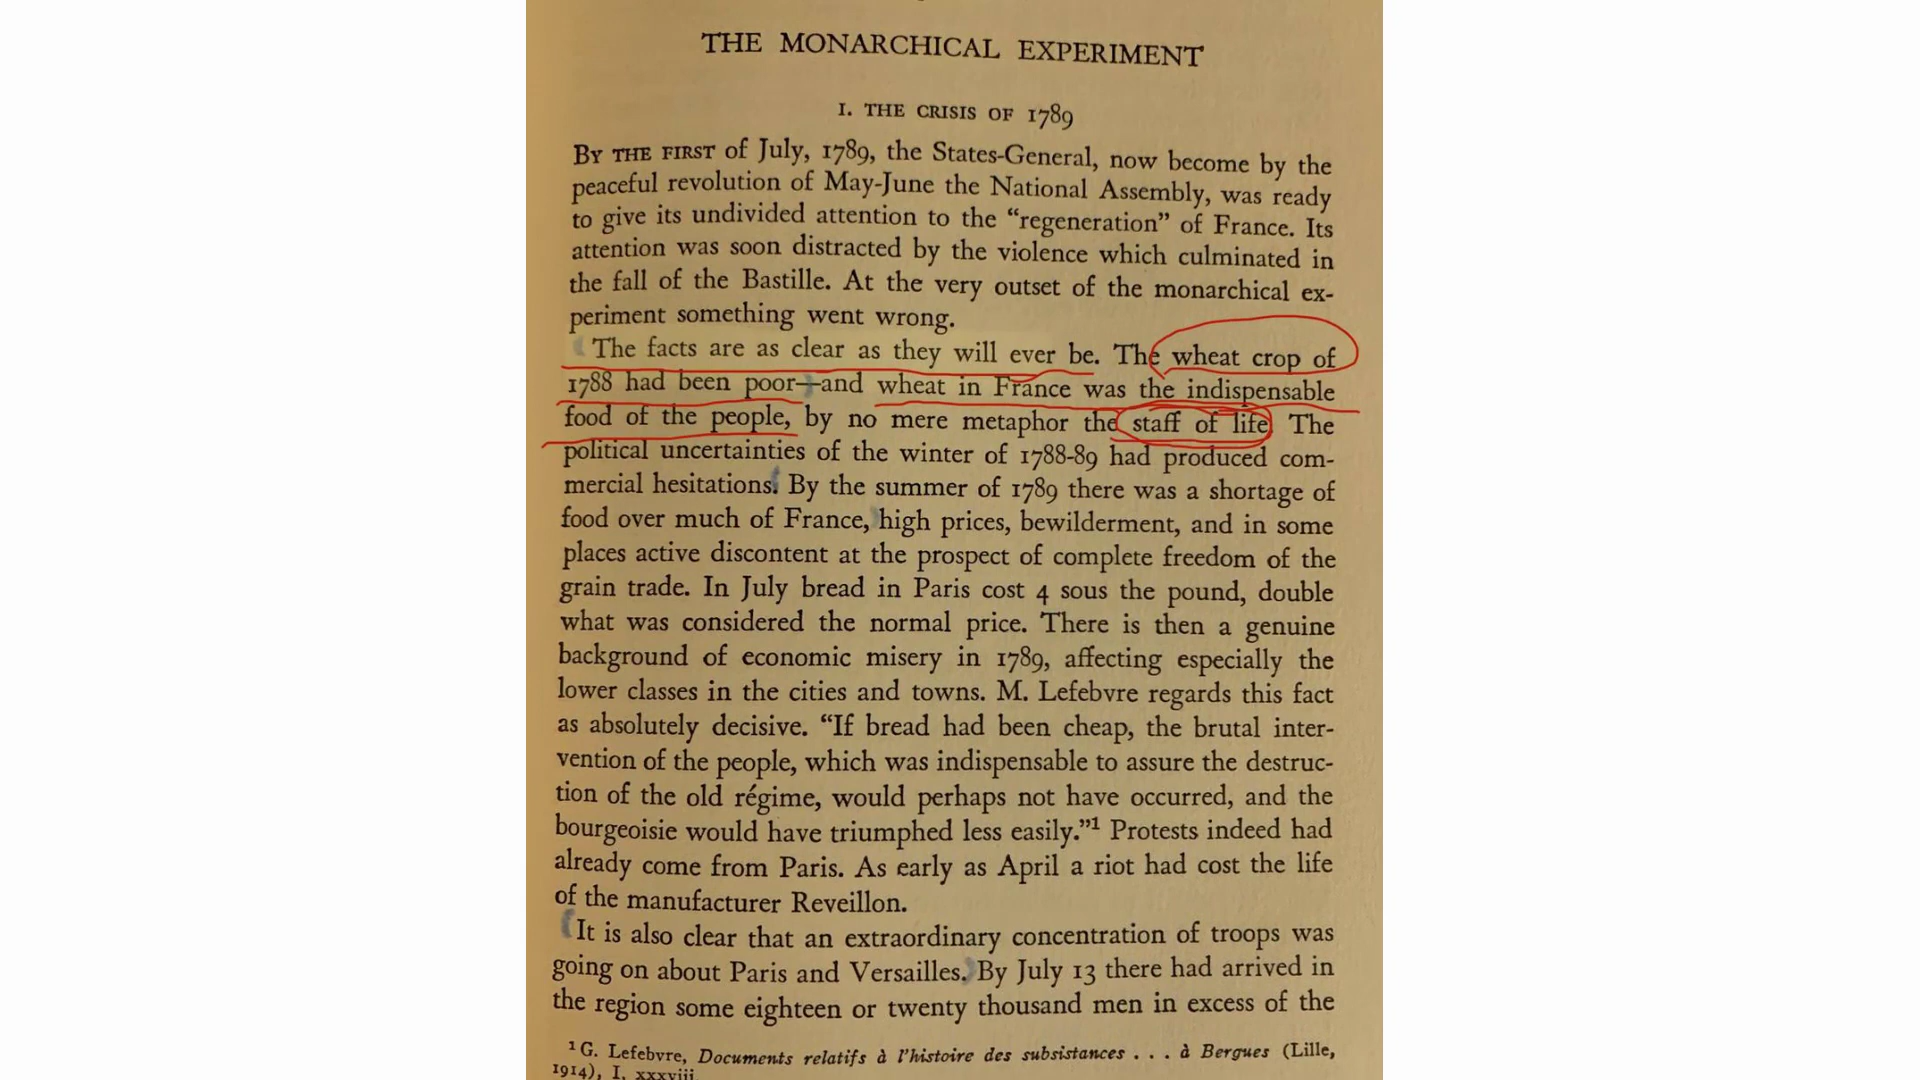 THE MONARCHICAL EXPERIMENT
I. THE CRISIS OF 1789
BY THE FIRST of July, 1789, the States-General, now become by the
peaceful revolution of May-June the National Assembly, was ready
to give its undivided attention to the “regeneration” of France. Its
attention was soon distracted by the violence which culminated in
the fall of the Bastille. At the very outset of the monarchical ex-
periment something went wrong.
The facts are as clear as they will ever be. The wheat crop of
1788 had been poor—and wheat in France was the indispensable
food of the people, by no mere metaphor the staff of life. The
political uncertainties of the winter of 1788-89 had produced com-
mercial hesitations. By the summer of 1789 there was a shortage of
food over much of France, high prices, bewilderment, and in some
places active discontent at the prospect of complete freedom of the
grain trade. In July bread in Paris cost 4 sous the pound, double
what was considered the normal price. There is then a genuine
background of economic misery in 1789, affecting especially the
lower classes in the cities and towns. M. Lefebvre regards this fact
as absolutely decisive. “If bread had been cheap, the brutal inter-
vention of the people, which was indispensable to assure the destruc-
tion of the old régime, would perhaps not have occurred, and the
bourgeoisie would have triumphed less easily.”¹ Protests indeed had
already come from Paris. As early as April a riot had cost the life
of the manufacturer Reveillon.
It is also clear that an extraordinary concentration of troops was
going on about Paris and Versailles. By July 13 there had arrived in
the region some eighteen or twenty thousand men in excess of the
¹ G. Lefebvre, Documents relatifs à l’histoire des subsistances . . . à Bergues (Lille,
1914), I, xxxviii.